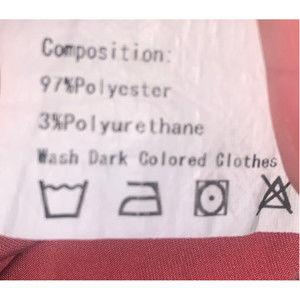 Composition:
97%Polyester
3%Polyurethane
Wash Dark Colored Clothes